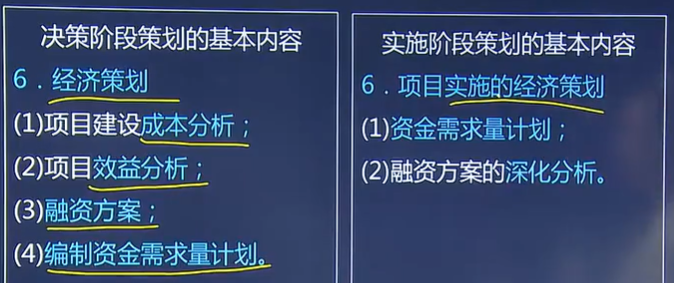 决策阶段策划的基本内容
6．经济策划
(1)项目建设成本分析；
(2)项目效益分析；
(3)融资方案；
(4)编制资金需求量计划。
实施阶段策划的基本内容
6．项目实施的经济策划
(1)资金需求量计划；
(2)融资方案的深化分析。